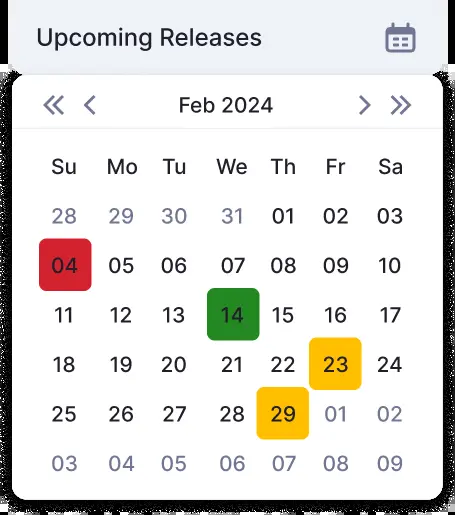 Upcoming Releases
Feb 2024
Su Mo Tu We Th Fr Sa
28 29 30 31 01 02 03
04 05 06 07 08 09 10
11 12 13 14 15 16 17
18 19 20 21 22 23 24
25 26 27 28 29 01 02
03 04 05 06 07 08 09